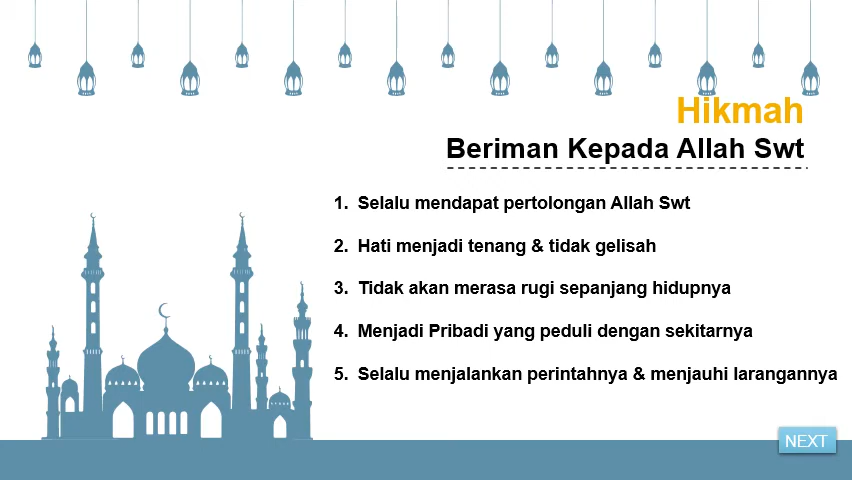 Hikmah
Beriman Kepada Allah Swt
1. Selalu mendapat pertolongan Allah Swt
2. Hati menjadi tenang & tidak gelisah
3. Tidak akan merasa rugi sepanjang hidupnya
4. Menjadi Pribadi yang peduli dengan sekitarnya
5. Selalu menjalankan perintahnya & menjauhi larangannya
NEXT